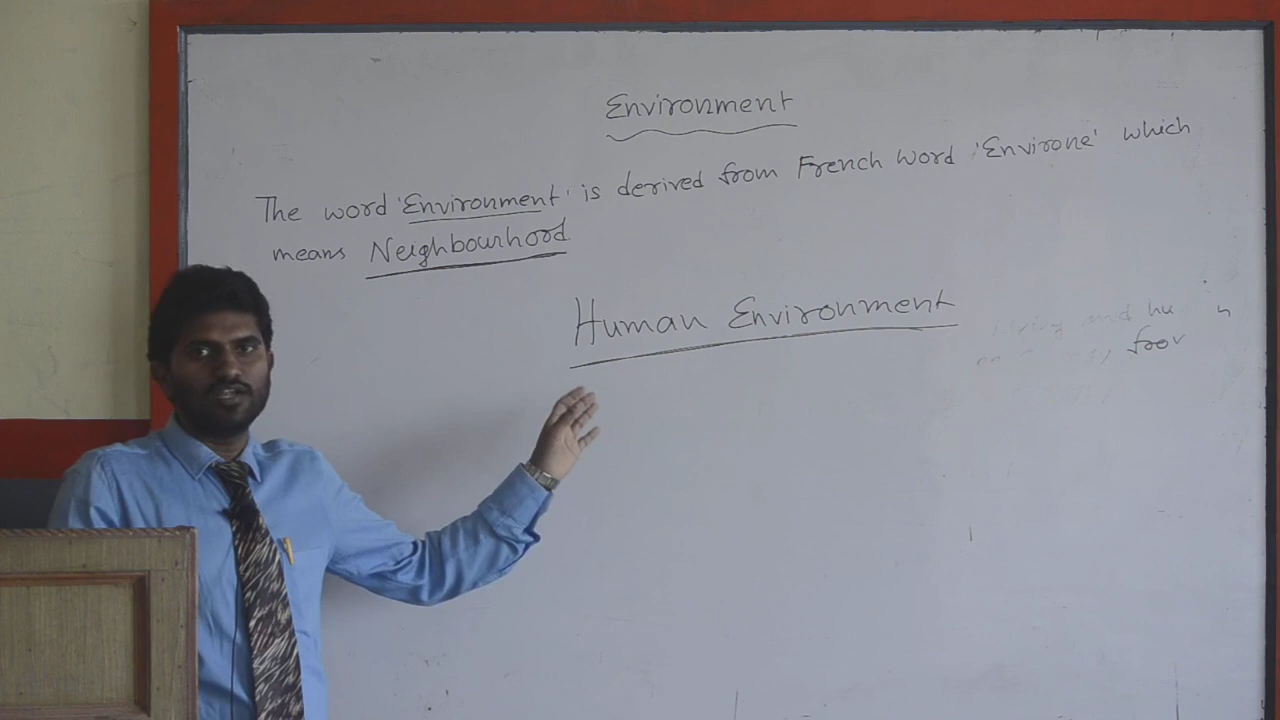 Environment
The word 'Environment' is derived from French word 'Environe' which
means Neighbourhood
Human Environment